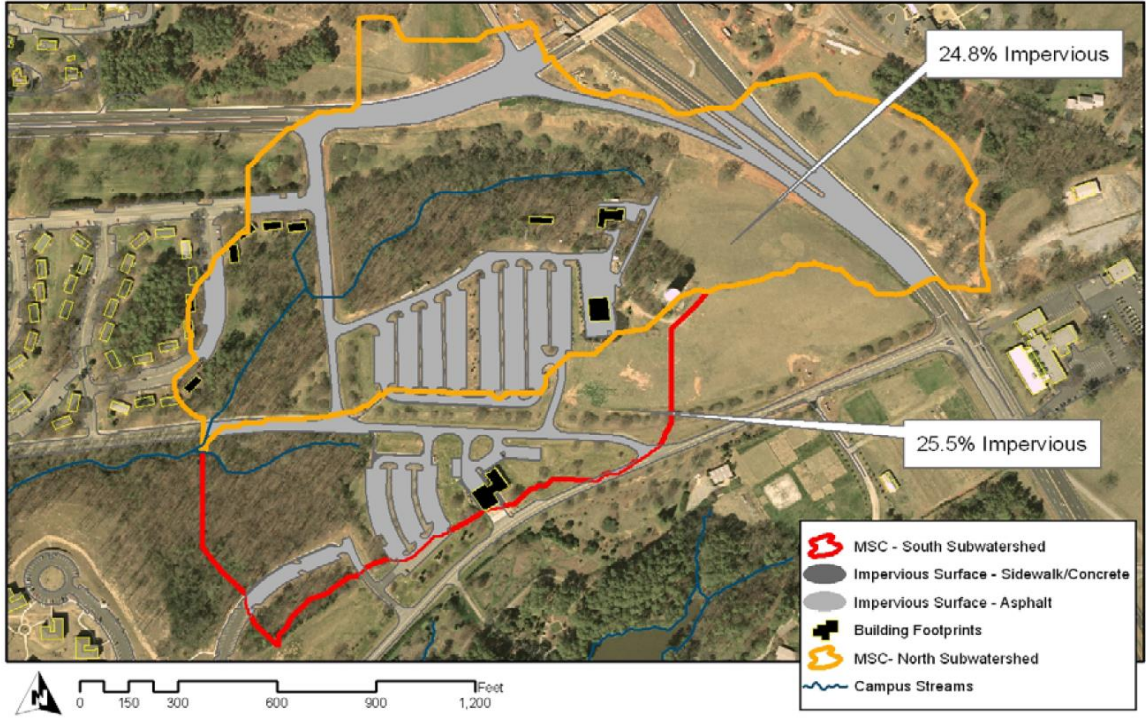 24.8% Impervious
25.5% Impervious
MSC - South Subwatershed
Impervious Surface - Sidewalk/Concrete
Impervious Surface - Asphalt
Building Footprints
MSC- North Subwatershed
Campus Streams
N
Feet
0 150 300 600 900 1,200